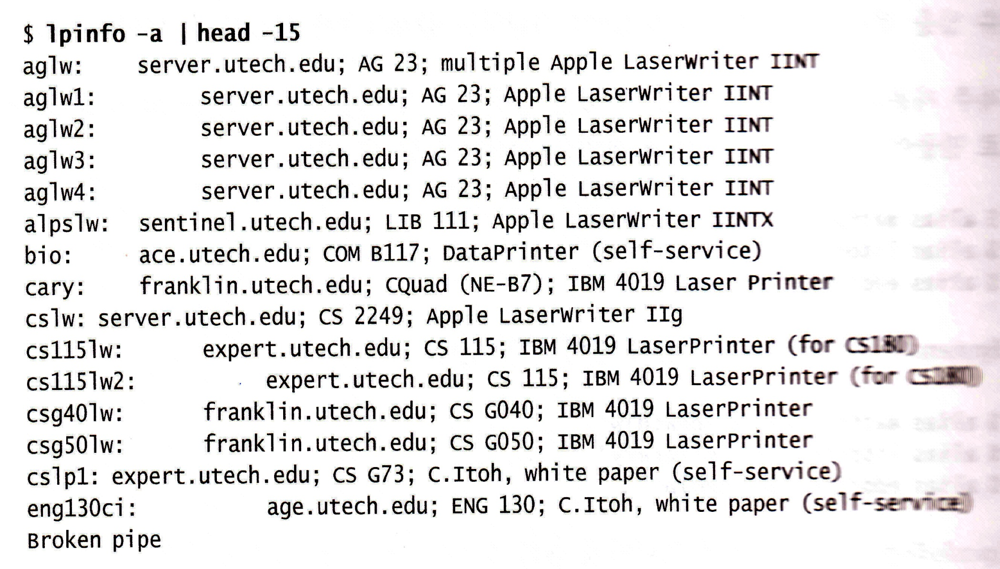 $ lpinfo -a | head -15
aglw: server.utech.edu; AG 23; multiple Apple LaserWriter IINT
aglw1: server.utech.edu; AG 23; Apple LaserWriter IINT
aglw2: server.utech.edu; AG 23; Apple LaserWriter IINT
aglw3: server.utech.edu; AG 23; Apple LaserWriter IINT
aglw4: server.utech.edu; AG 23; Apple LaserWriter IINT
alpslw: sentinel.utech.edu; LIB 111; Apple LaserWriter IINTX
bio: ace.utech.edu; COM B117; DataPrinter (self-service)
cary: franklin.utech.edu; CQuad (NE-B7); IBM 4019 Laser Printer
cslw: server.utech.edu; CS 2249; Apple LaserWriter IIg
cs115lw: expert.utech.edu; CS 115; IBM 4019 LaserPrinter (for
cs115lw2: expert.utech.edu; CS 115; IBM 4019 LaserPrinter (for
csg40lw: franklin.utech.edu; CS G040; IBM 4019 LaserPrinter
csg50lw: franklin.utech.edu; CS G050; IBM 4019 LaserPrinter
cslp1: expert.utech.edu; CS G73; C.Itoh, white paper (self-service)
eng130ci: age.utech.edu; ENG 130; C.Itoh, white paper (self-service)
Broken pipe